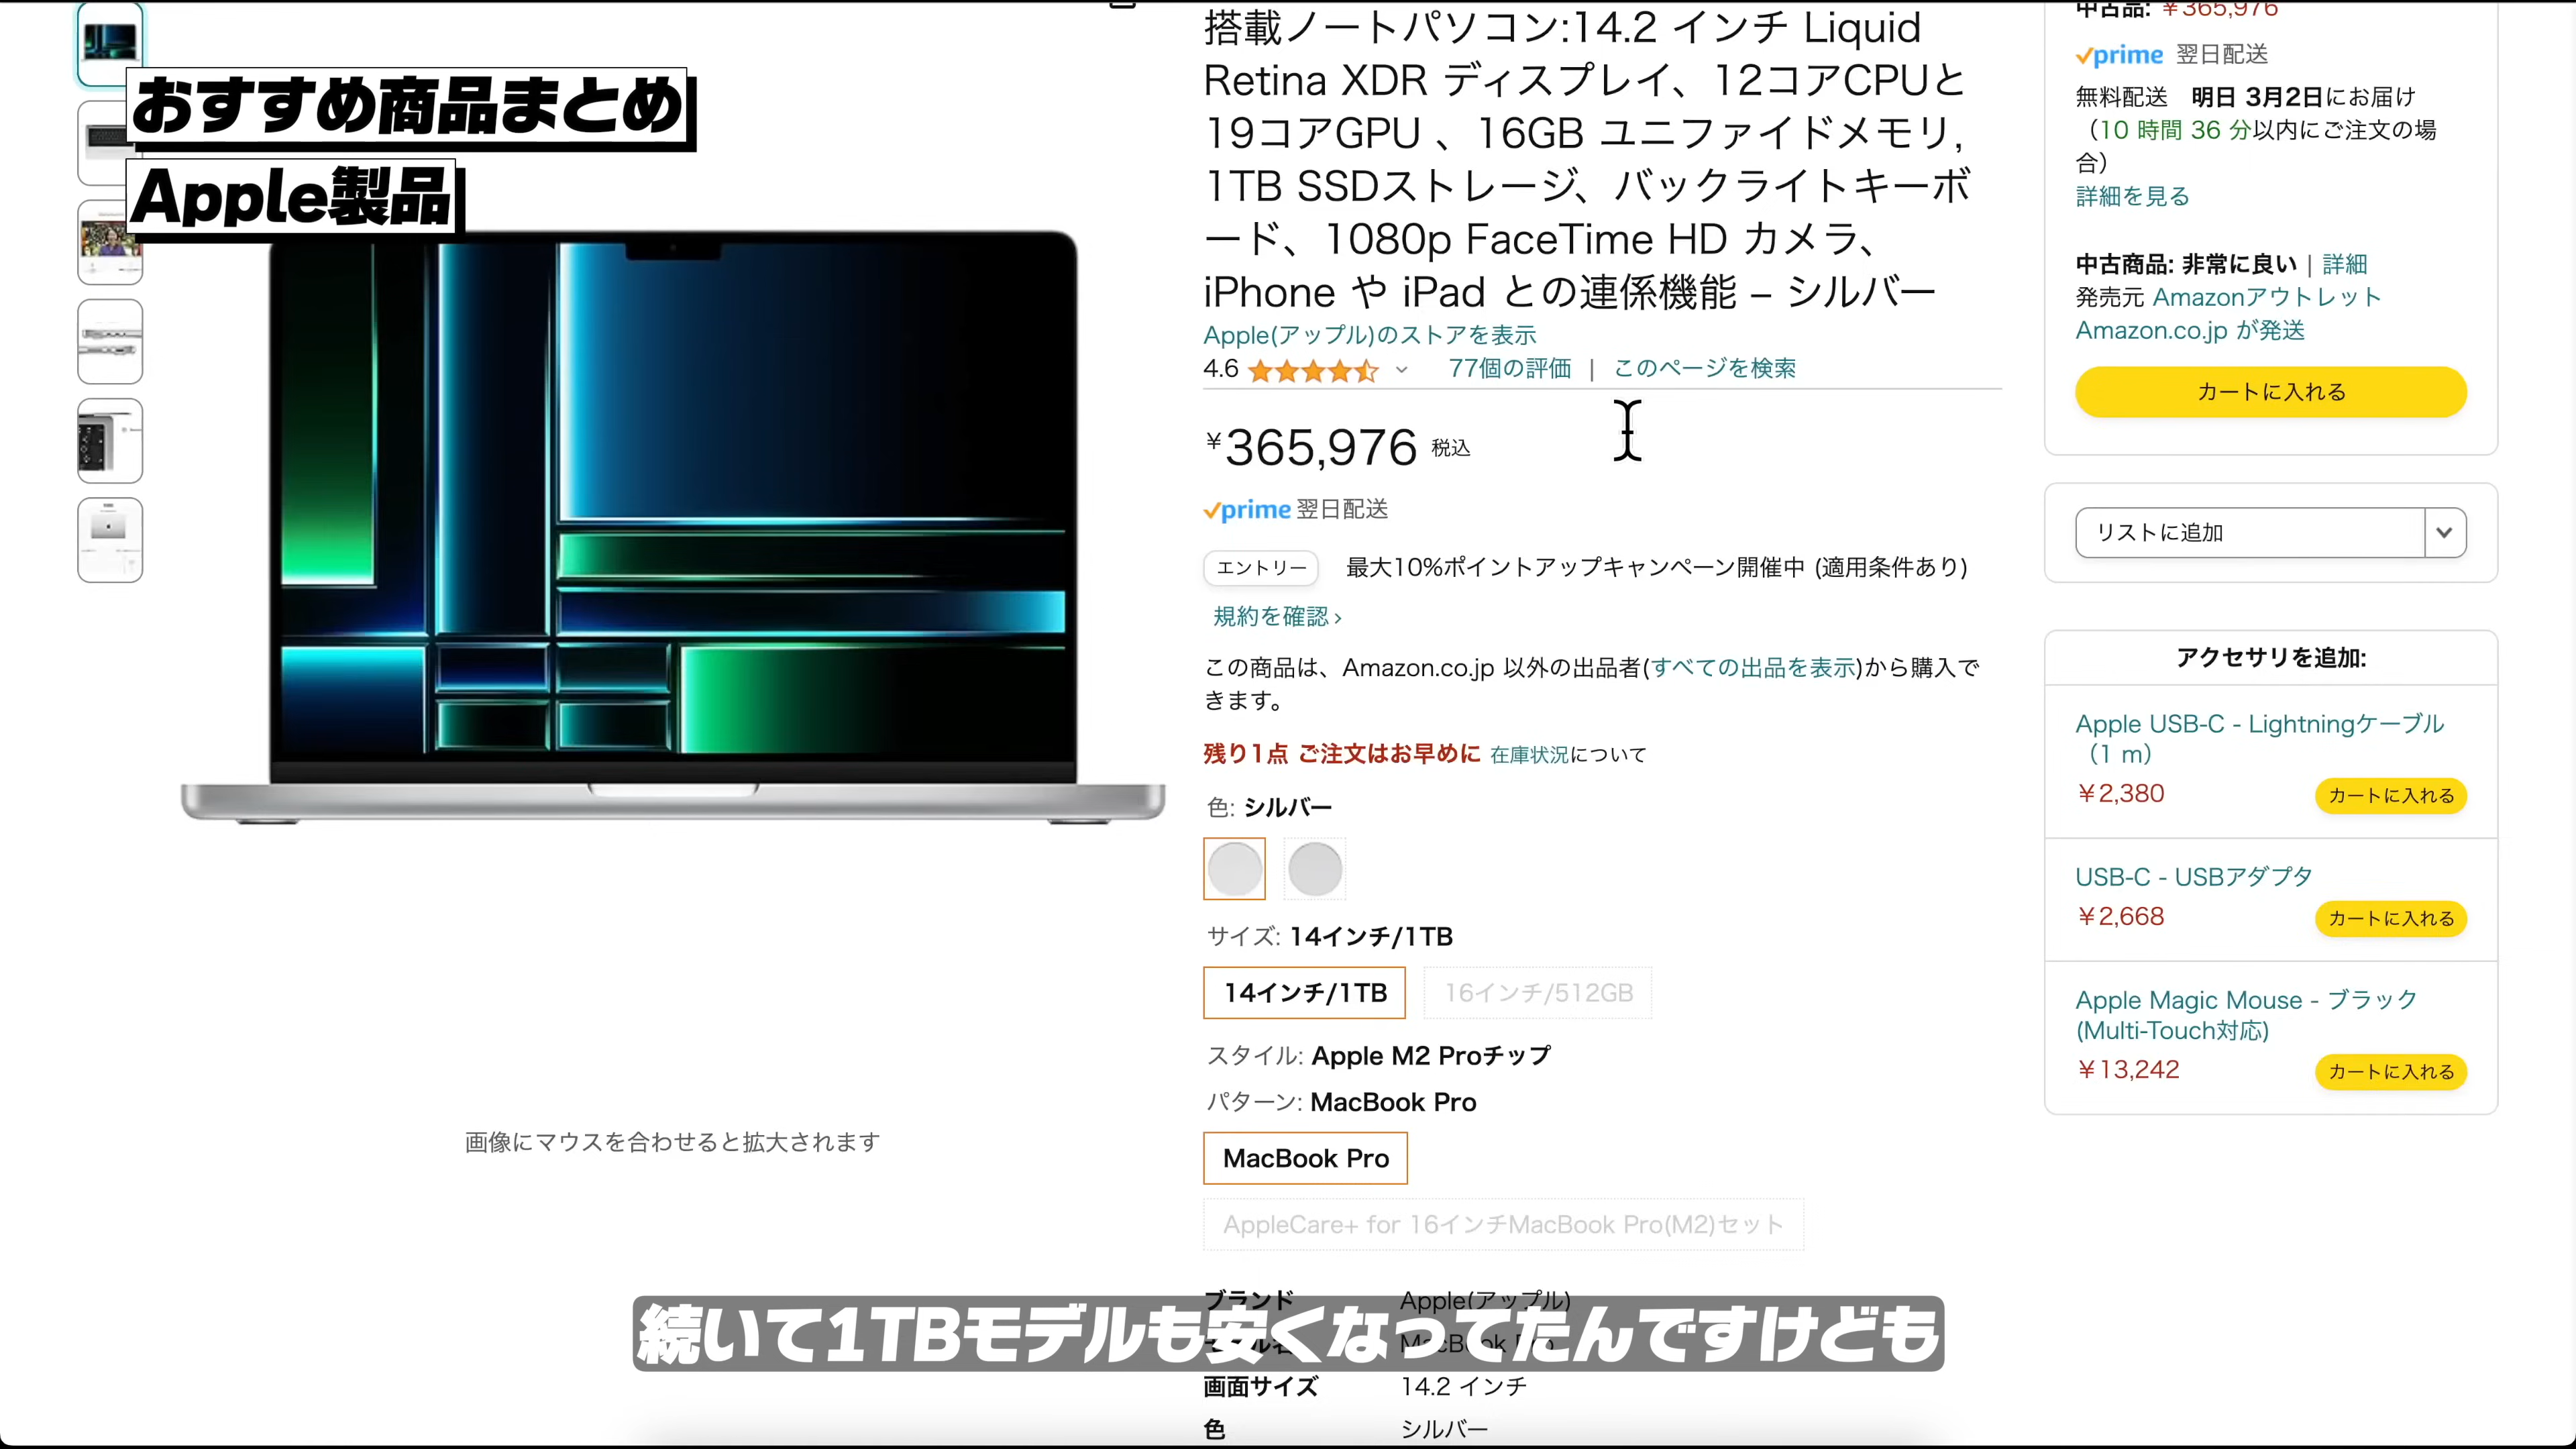 おすすめ商品まとめ
Apple製品
画像にマウスを合わせると拡大されます
搭載ノートパソコン:14.2 インチ Liquid
Retina XDR ディスプレイ、12コアCPUと
19コアGPU 、16GB ユニファイドメモリ,
1TB SSDストレージ、バックライトキーボ
ード、1080p FaceTime HD カメラ、
iPhone や iPad との連係機能 – シルバー
Apple(アップル)のストアを表示
4.6 77個の評価 | このページを検索
¥365,976 税込
prime 翌日配送
エントリー 最大10%ポイントアップキャンペーン開催中 (適用条件あり)
規約を確認 ›
この商品は、Amazon.co.jp 以外の出品者(すべての出品を表示)から購入で
きます。
残り1点 ご注文はお早めに 在庫状況について
色: シルバー
サイズ: 14インチ/1TB
14インチ/1TB 16インチ/512GB
スタイル: Apple M2 Proチップ
パターン: MacBook Pro
MacBook Pro
AppleCare+ for 16インチMacBook Pro(M2)セット
ブランド Apple(アップル)
続いて1TBモデルも安くなってたんですけども
画面サイズ 14.2 インチ
色 シルバー
中古品: ¥365,976
prime 翌日配送
無料配送 明日 3月2日にお届け
(10 時間 36 分以内にご注文の場
合)
詳細を見る
中古商品: 非常に良い | 詳細
発売元 Amazonアウトレット
Amazon.co.jp が発送
カートに入れる
リストに追加
アクセサリを追加:
Apple USB-C - Lightningケーブル
(1 m)
¥2,380 カートに入れる
USB-C - USBアダプタ
¥2,668 カートに入れる
Apple Magic Mouse - ブラック
(Multi-Touch対応)
¥13,242 カートに入れる